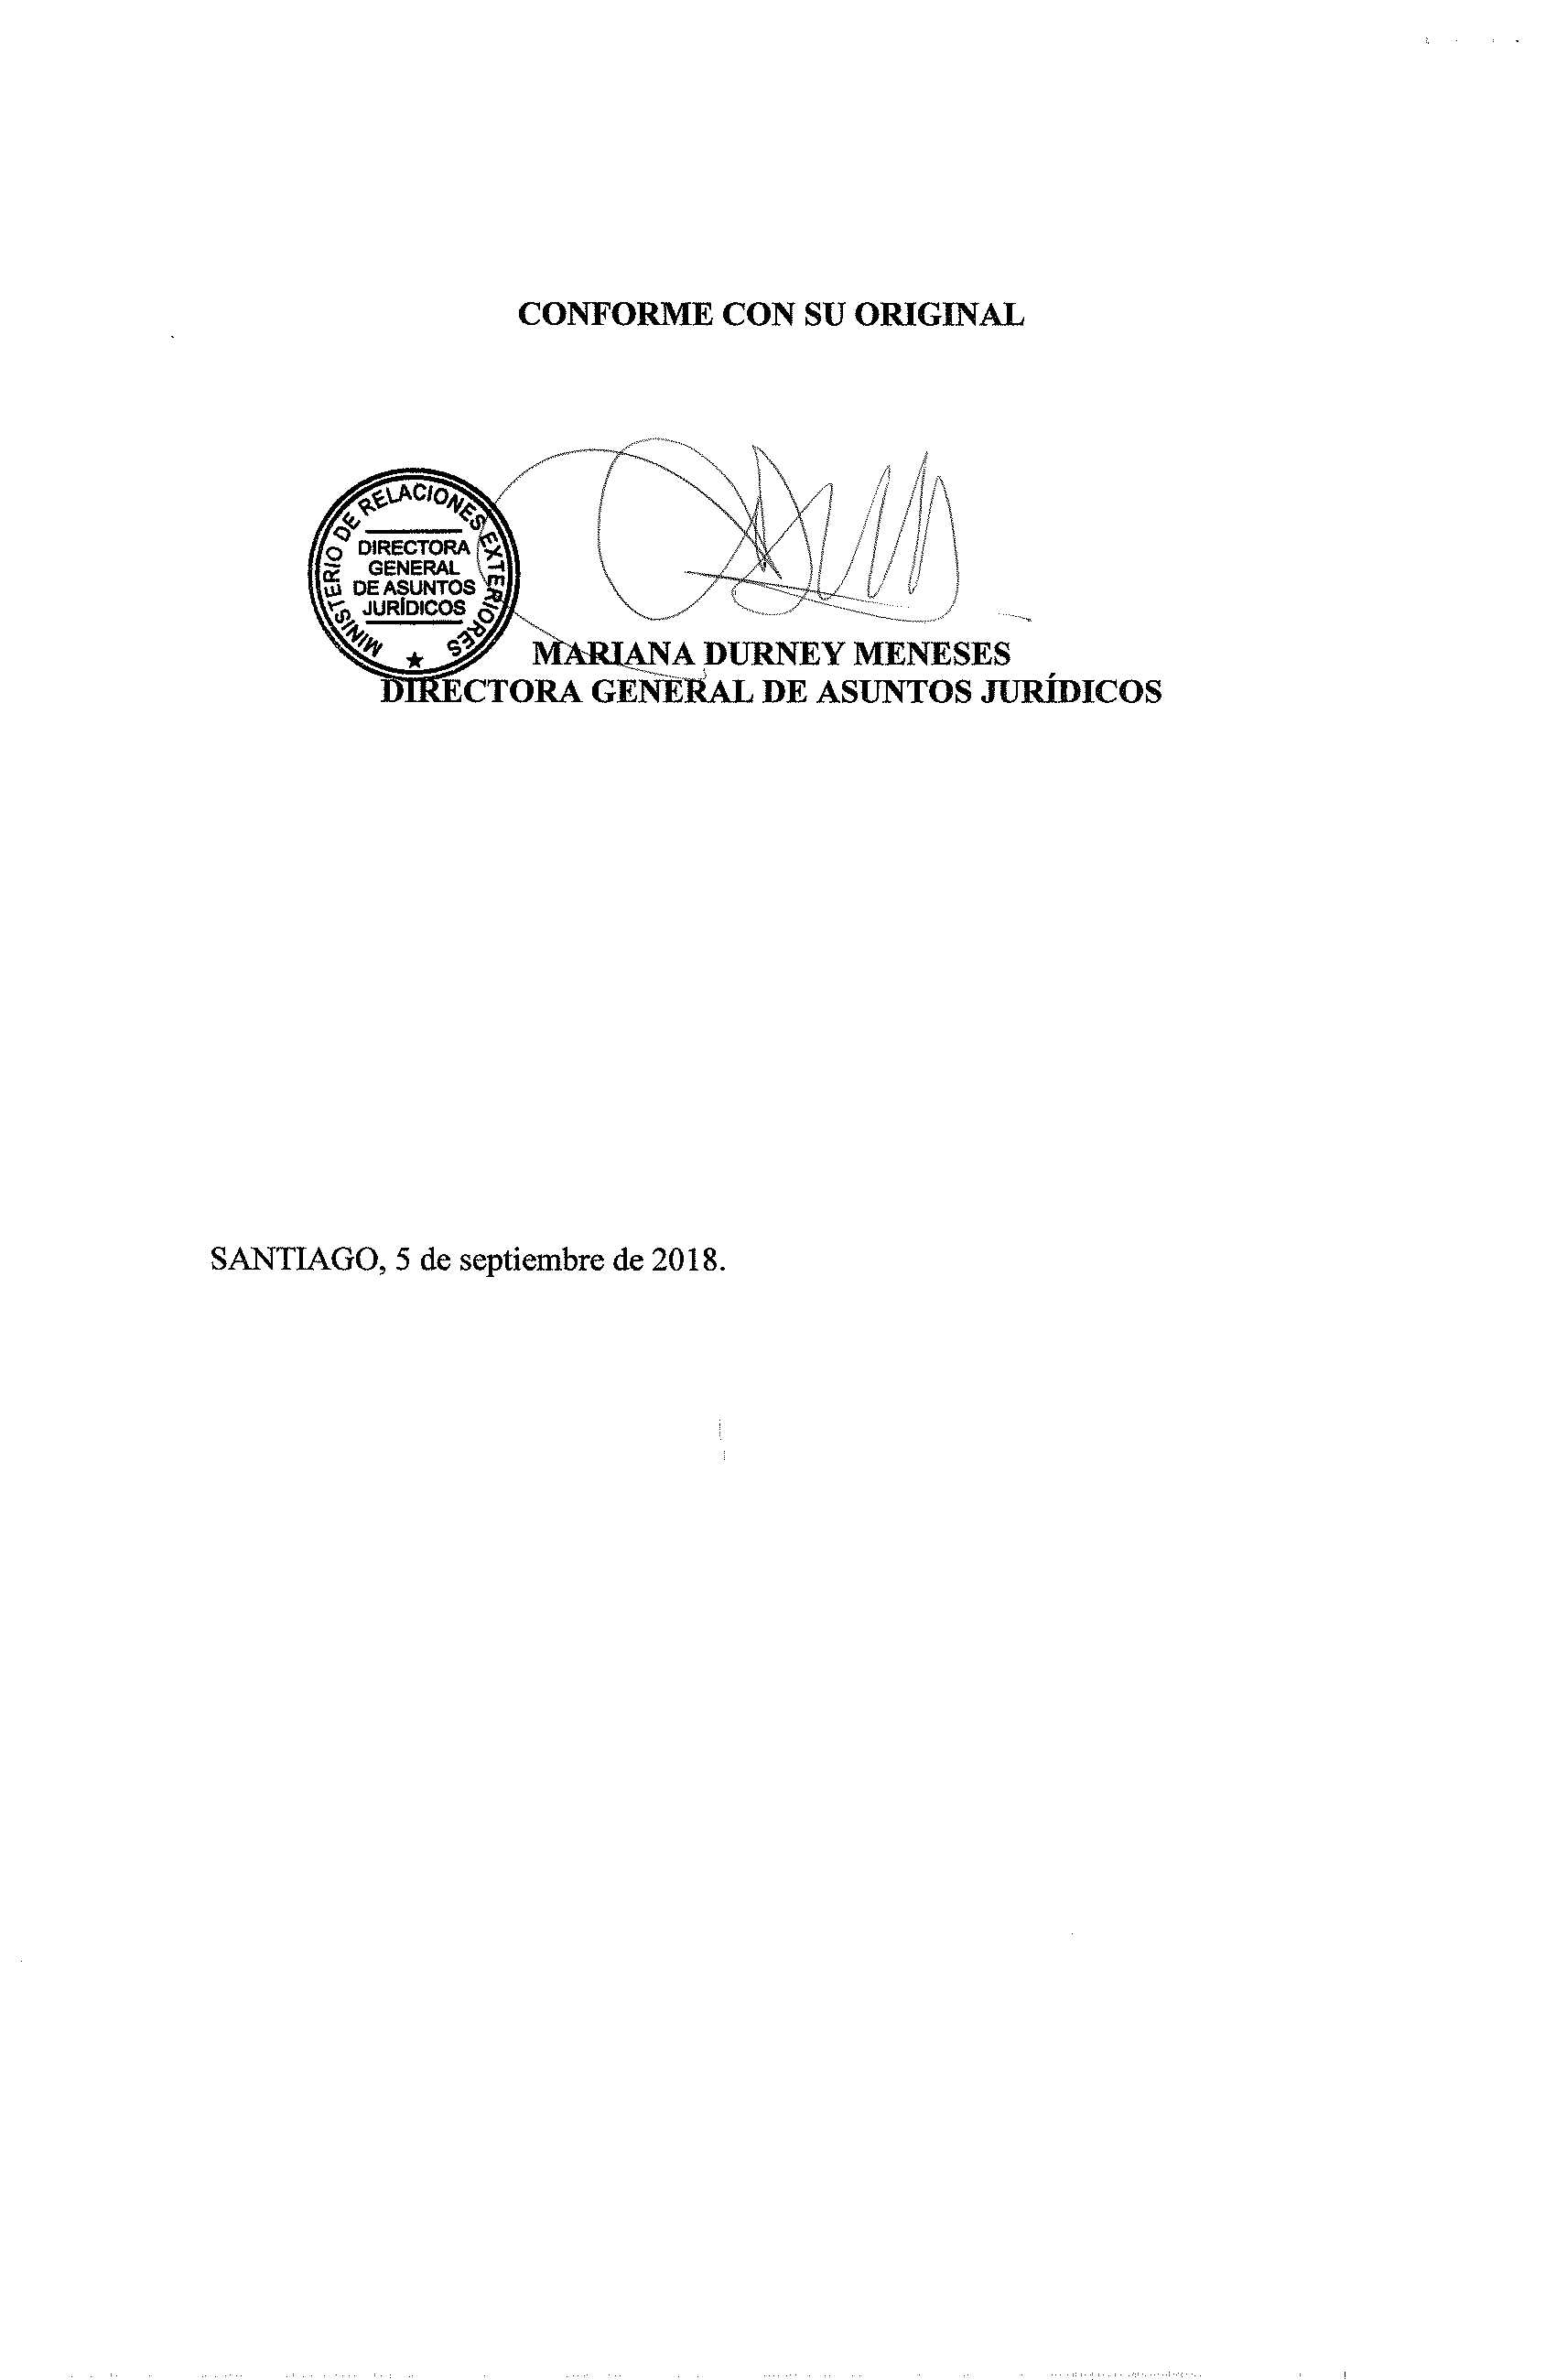 CONFORME CON SU ORIGINAL
MINISTERIO DE RELACIONES EXTERIORES
DIRECTORA
GENERAL
DE ASUNTOS
JURÍDICOS
MARIANA DURNEY MENESES
DIRECTORA GENERAL DE ASUNTOS JURÍDICOS
SANTIAGO, 5 de septiembre de 2018.